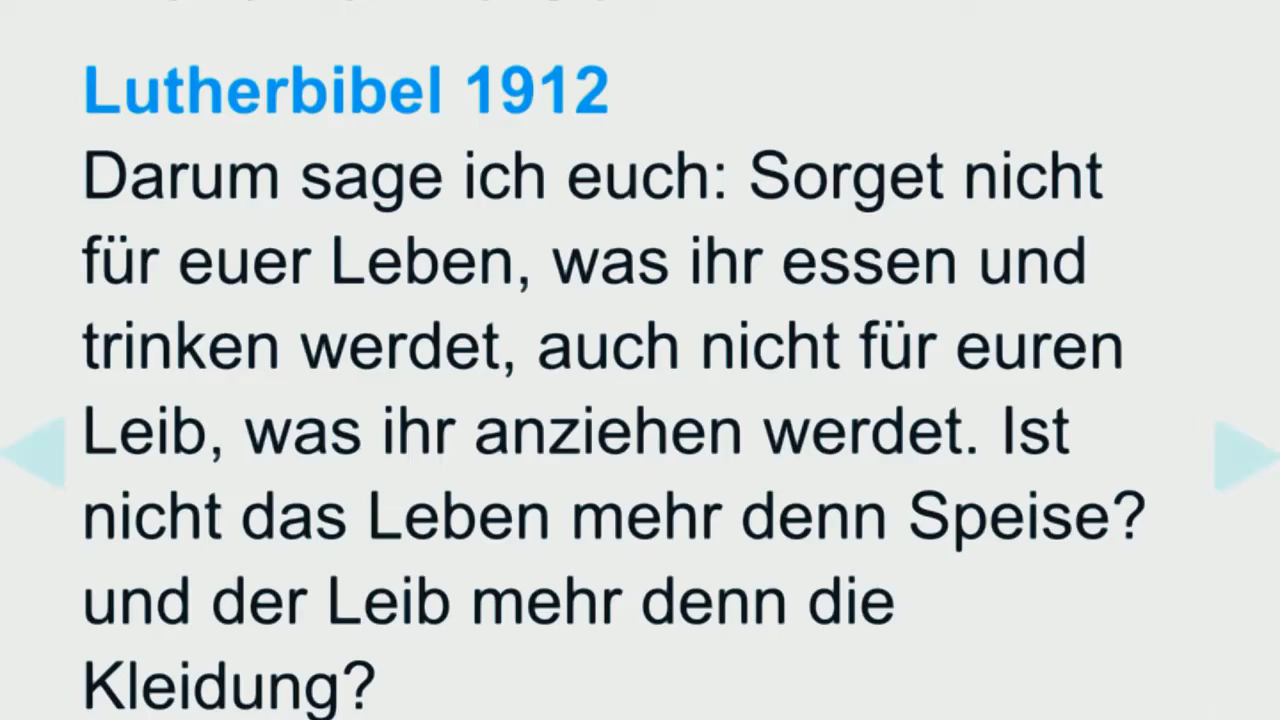 Lutherbibel 1912
Darum sage ich euch: Sorget nicht
für euer Leben, was ihr essen und
trinken werdet, auch nicht für euren
Leib, was ihr anziehen werdet. Ist
nicht das Leben mehr denn Speise?
und der Leib mehr denn die
Kleidung?